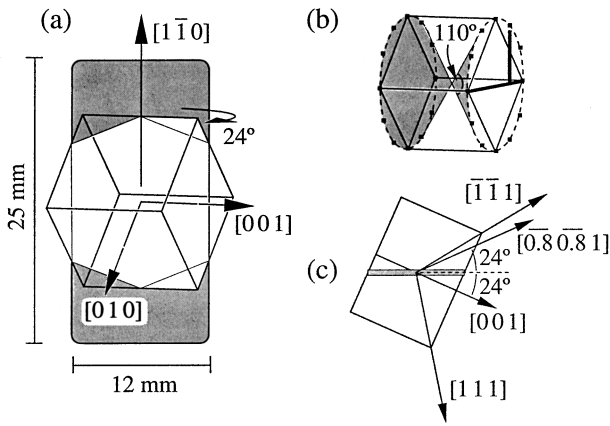 (a)
[1 1̅ 0]
24°
[0 0 1]
[0 1 0]
25 mm
12 mm
(b)
110°
(c)
[1̅ 1̅ 1]
[0̅.8̅ 0̅.8̅ 1]
24°
24°
[0 0 1]
[1 1 1]